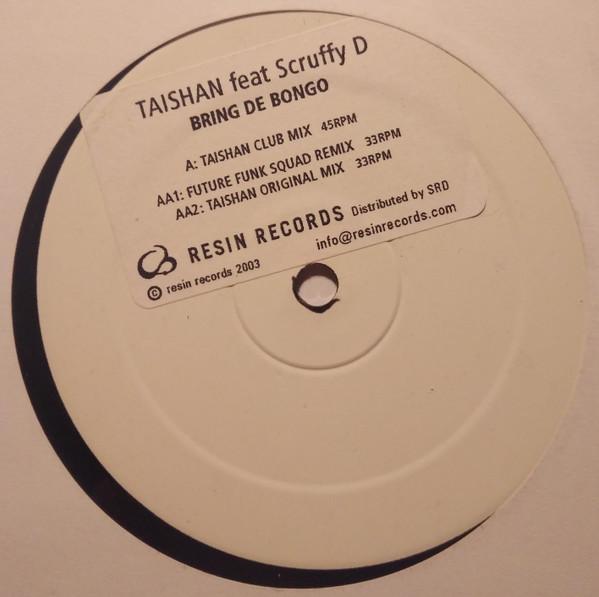 TAISHAN feat Scruffy D
BRING DE BONGO
A: TAISHAN CLUB MIX 45RPM
AA1: FUTURE FUNK SQUAD REMIX 33RPM
AA2: TAISHAN ORIGINAL MIX 33RPM
RESIN RECORDS Distributed by SRD
© resin records 2003 info@resinrecords.com